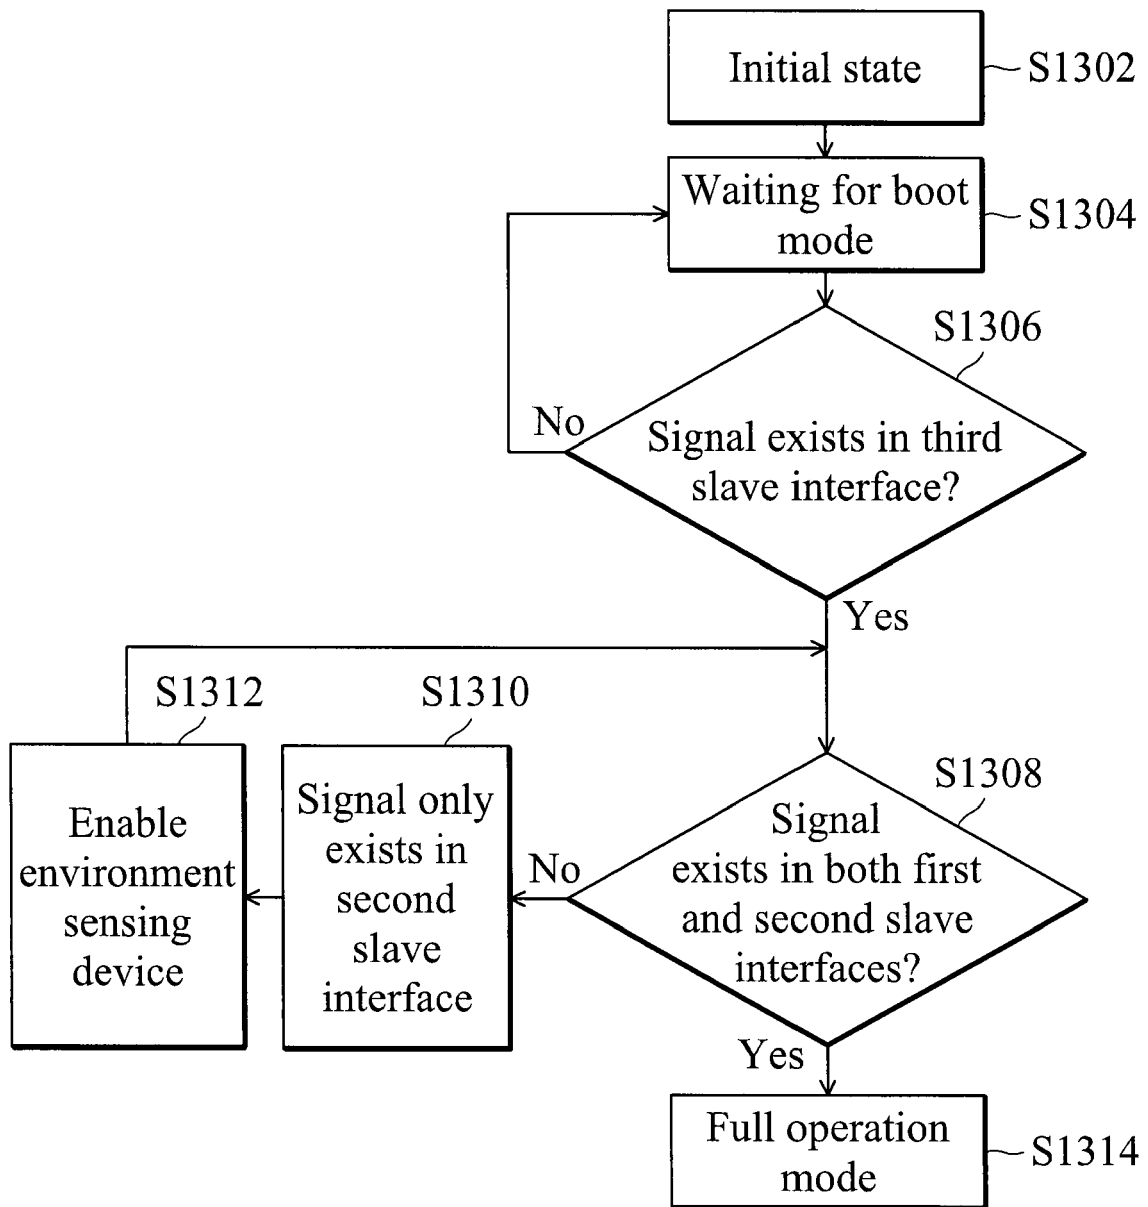 Initial state
S1302
Waiting for boot
mode
S1304
S1306
No
Signal exists in third
slave interface?
Yes
S1312
S1310
Enable
environment
sensing
device
Signal only
exists in
second
slave
interface
No
S1308
Signal
exists in both first
and second slave
interfaces?
Yes
Full operation
mode
S1314